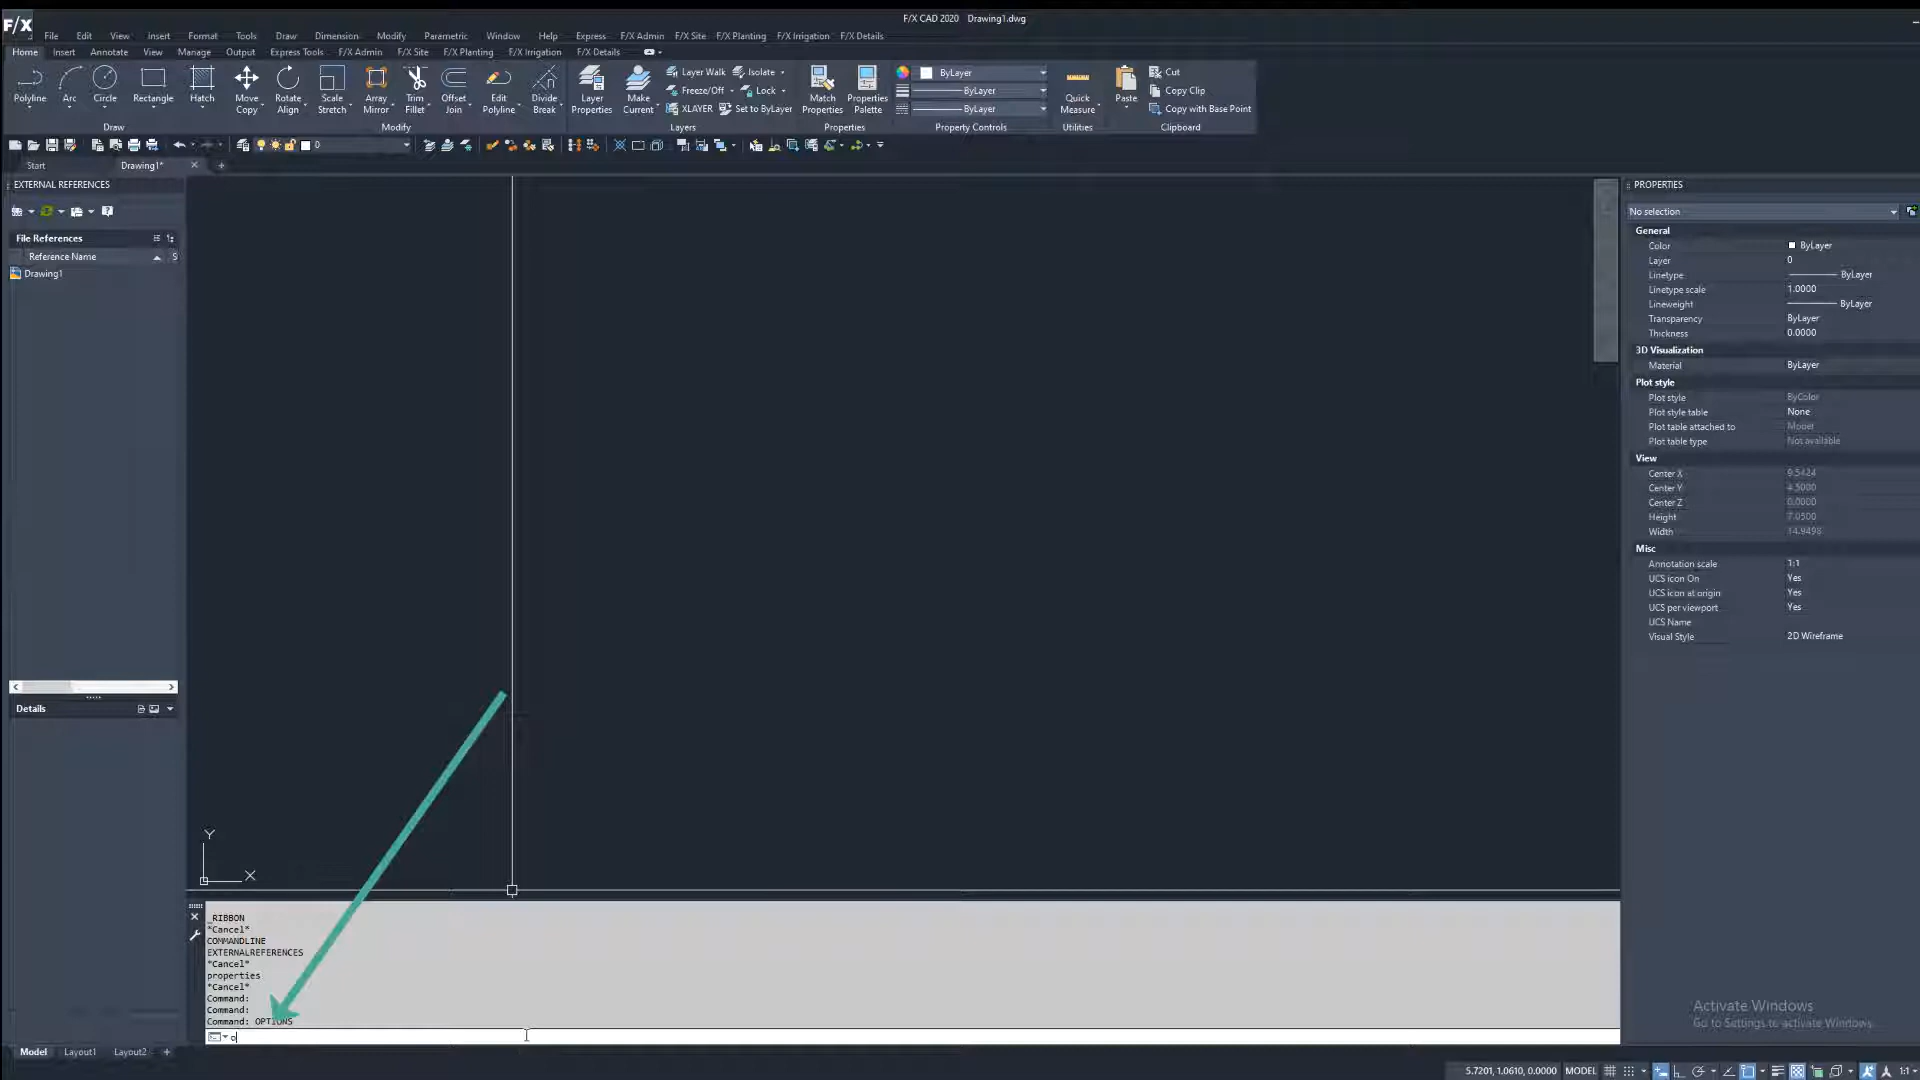 F/X CAD 2020 Drawing1.dwg
F/X
File Edit View Insert Format Tools Draw Dimension Modify Parametric Window Help Express F/X Admin F/X Site F/X Planting F/X Irrigation F/X Details
Home Insert Annotate View Manage Output Express Tools F/X Admin F/X Site F/X Planting F/X Irrigation F/X Details
Layer Walk Isolate ByLayer Cut
Freeze/Off Lock ByLayer Copy Clip
XLAYER Set to ByLayer ByLayer Copy with Base Point
Polyline Arc Circle Rectangle Hatch Move Rotate Scale Array Trim Offset Edit Divide Layer Make Match Properties Quick Paste
Copy Align Stretch Mirror Fillet Join Polyline Break Properties Current Properties Palette Measure
Draw Modify Layers Properties Property Controls Utilities Clipboard
0
Start Drawing1*
EXTERNAL REFERENCES
File References
Reference Name S
Drawing1
Details
PROPERTIES
No selection
General
Color ByLayer
Layer 0
Linetype ByLayer
Linetype scale 1.0000
Lineweight ByLayer
Transparency ByLayer
Thickness 0.0000
3D Visualization
Material ByLayer
Plot style
Plot style ByColor
Plot style table None
Plot table attached to Model
Plot table type Not available
View
Center X 9.5424
Center Y 4.5000
Center Z 0.0000
Height 7.0500
Width 14.9498
Misc
Annotation scale 1:1
UCS icon On Yes
UCS icon at origin Yes
UCS per viewport Yes
UCS Name
Visual Style 2D Wireframe
Y
X
_RIBBON
*Cancel*
COMMANDLINE
EXTERNALREFERENCES
*Cancel*
properties
*Cancel*
Command:
Command:
Command: OPTIONS
o
Activate Windows
Go to Settings to activate Windows.
Model Layout1 Layout2 +
5.7201, 1.0610, 0.0000 MODEL 1:1